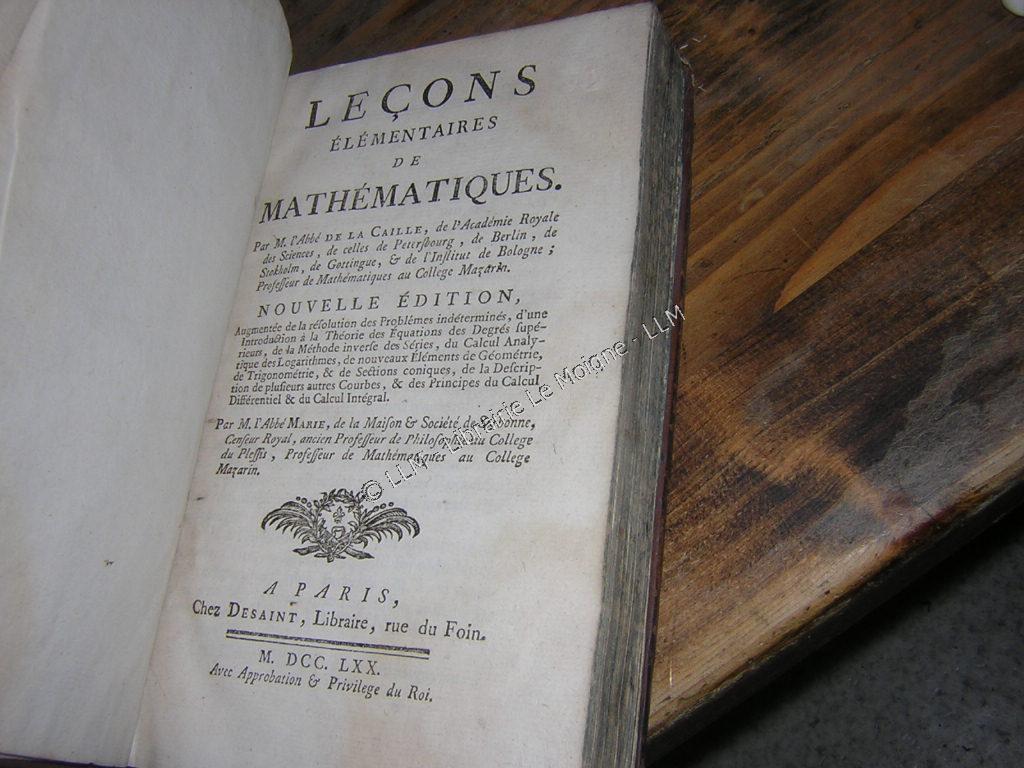 LEÇONS
ÉLÉMENTAIRES
DE
MATHÉMATIQUES.
Par M. l'Abbé DE LA CAILLE, de l'Académie Royale
des Sciences, de celles de Petersbourg, de Berlin, de
Stokholm, de Gottingue, & de l'Institut de Bologne ;
Professeur de Mathématiques au College Mazarin.
NOUVELLE ÉDITION,
Augmentée de la résolution des Problêmes indéterminés, d'une
Introduction à la Théorie des Équations des Degrés supé-
rieurs, de la Méthode inverse des Séries, du Calcul Analy-
tique des Logarithmes, de nouveaux Élémens de Géométrie,
de Trigonométrie, & de Sections coniques, de la Descrip-
tion de plusieurs autres Courbes, & des Principes du Calcul
Différentiel & du Calcul Intégral.
Par M. l'Abbé MARIE, de la Maison & Société de Sorbonne,
Censeur Royal, ancien Professeur de Philosophie au College
du Plessis, Professeur de Mathématiques au College
Mazarin.
A PARIS,
Chez DESAINT, Libraire, rue du Foin.
M. DCC. LXX.
Avec Approbation & Privilege du Roi.
© LLM - Librairie Le Moigne - LLM